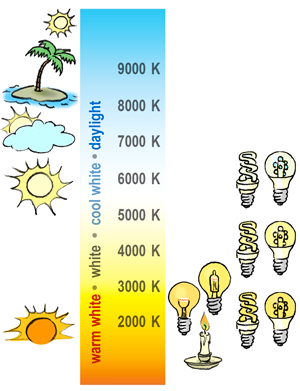 9000 K
8000 K
7000 K
6000 K
5000 K
4000 K
3000 K
2000 K
warm white • white • cool white • daylight